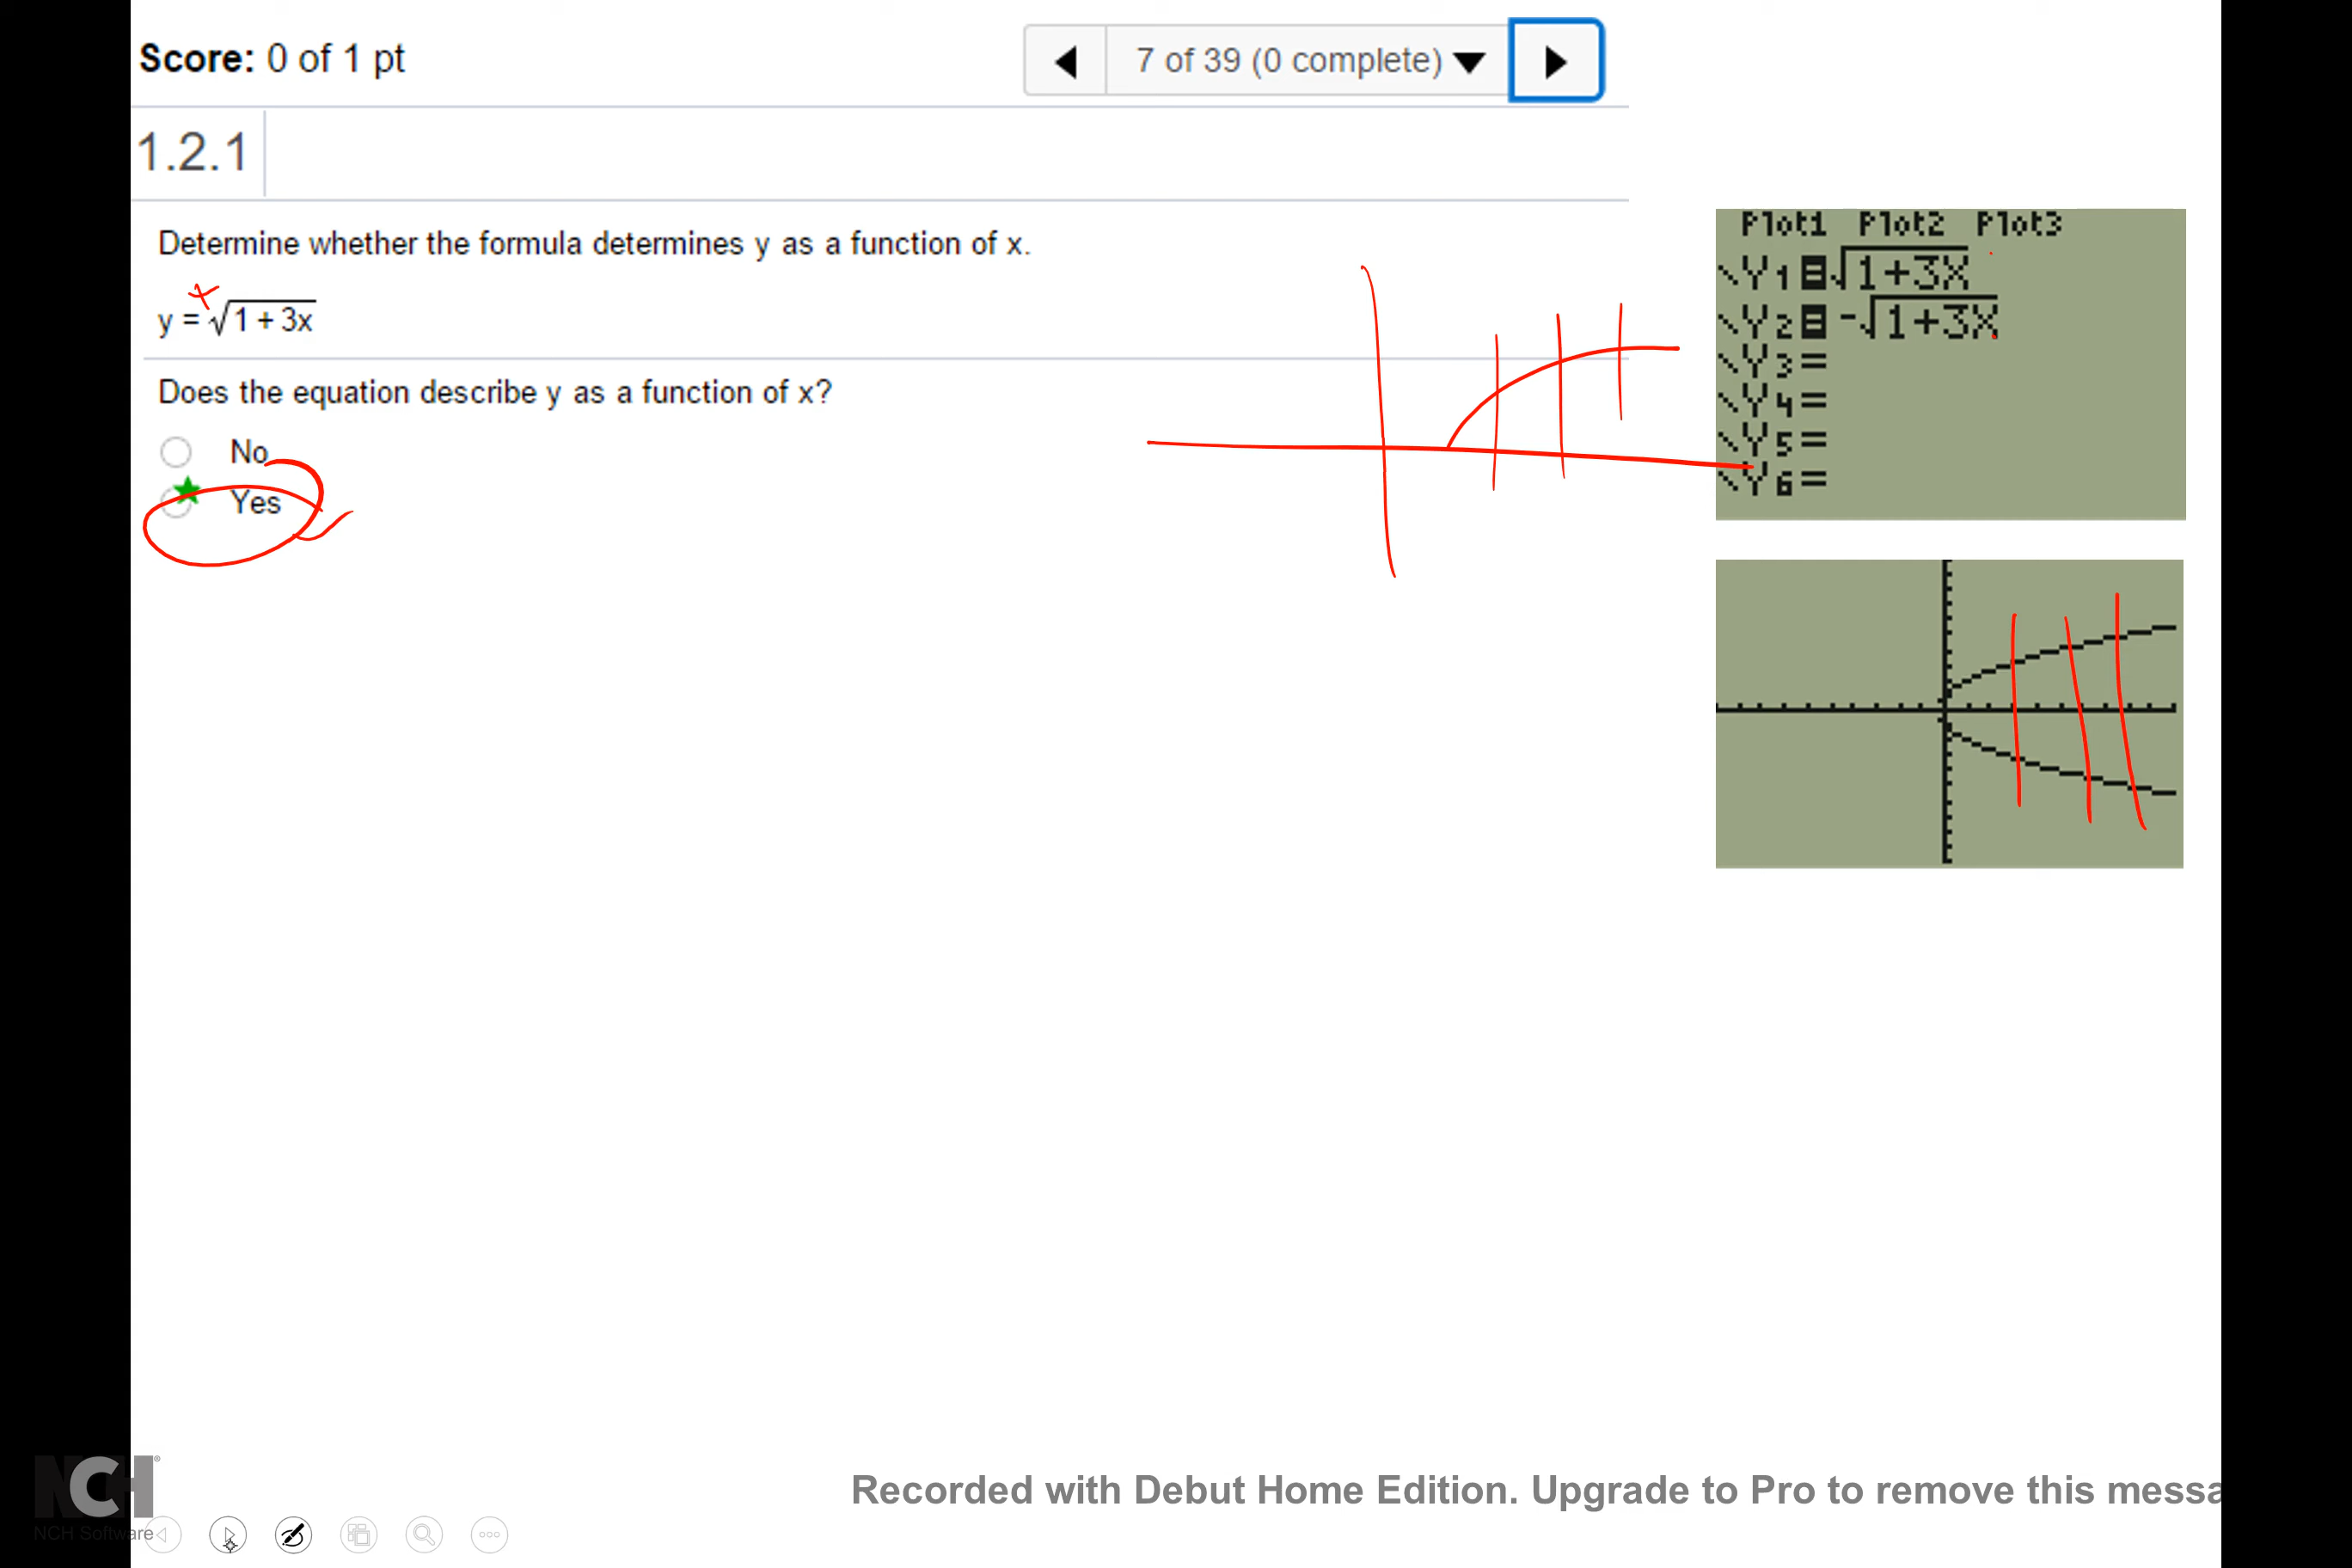 Score: 0 of 1 pt
7 of 39 (0 complete)
1.2.1
Determine whether the formula determines y as a function of x.
y = √1 + 3x
Does the equation describe y as a function of x?
No
Yes
Plot1 Plot2 Plot3
\Y1=√1+3X
\Y2=-√1+3X
\Y3=
\Y4=
\Y5=
\Y6=
NCH®
NCH Software
Recorded with Debut Home Edition. Upgrade to Pro to remove this messa